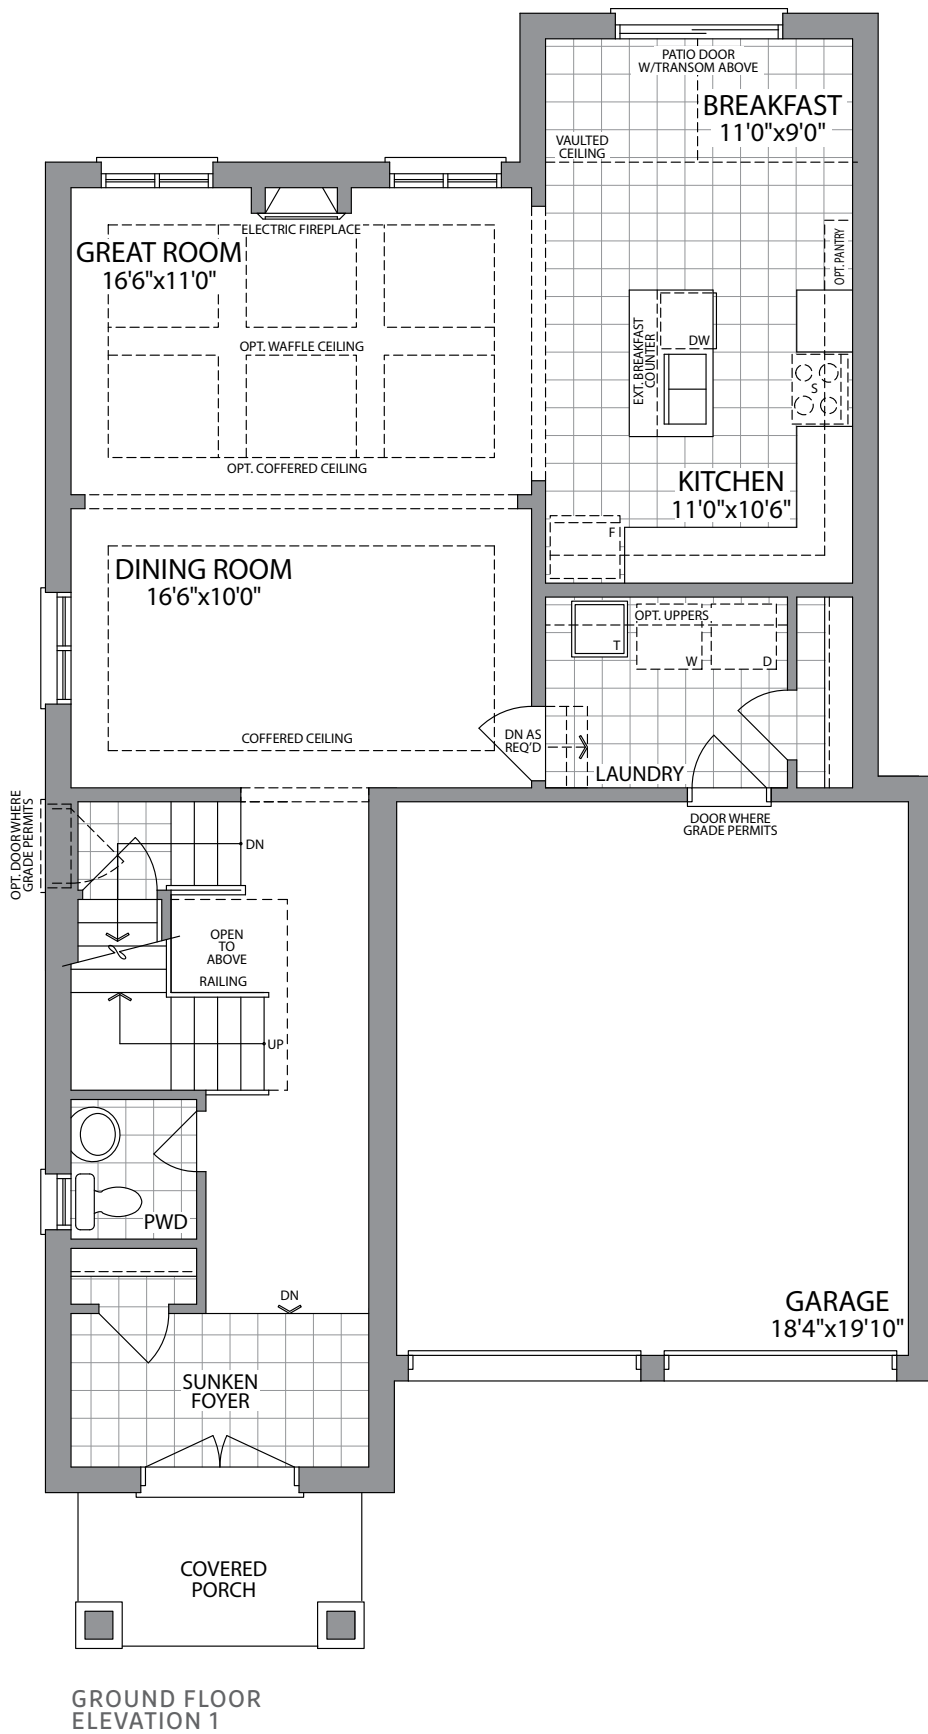 PATIO DOOR
W/TRANSOM ABOVE
BREAKFAST
11'0"x9'0"
VAULTED
CEILING
ELECTRIC FIREPLACE
GREAT ROOM
16'6"x11'0"
OPT. PANTRY
OPT. WAFFLE CEILING
DW
EXT. BREAKFAST
COUNTER
S
OPT. COFFERED CEILING
KITCHEN
11'0"x10'6"
F
DINING ROOM
16'6"x10'0"
OPT. UPPERS
T
W
D
COFFERED CEILING
DN AS
REQ'D
LAUNDRY
OPT. DOOR WHERE
GRADE PERMITS
DOOR WHERE
GRADE PERMITS
DN
OPEN
TO
ABOVE
RAILING
UP
PWD
DN
GARAGE
18'4"x19'10"
SUNKEN
FOYER
COVERED
PORCH
GROUND FLOOR
ELEVATION 1